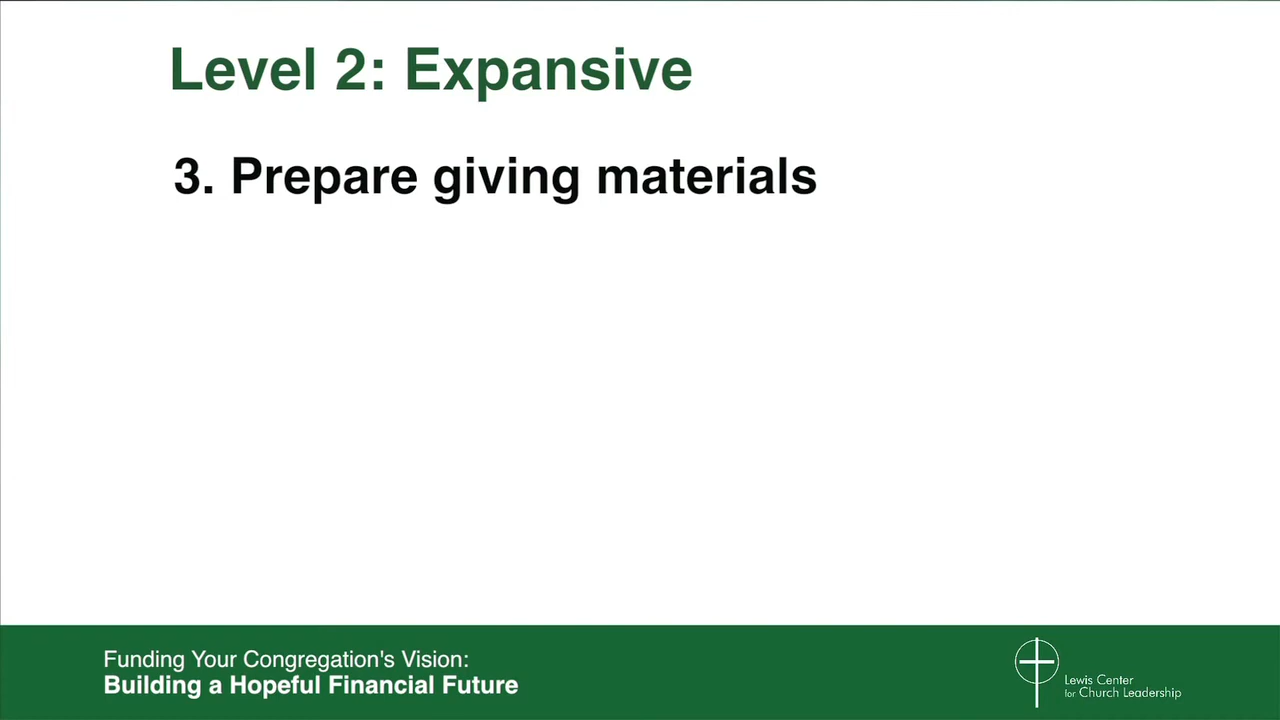 Level 2: Expansive
3. Prepare giving materials
Funding Your Congregation's Vision:
Building a Hopeful Financial Future
Lewis Center
for Church Leadership